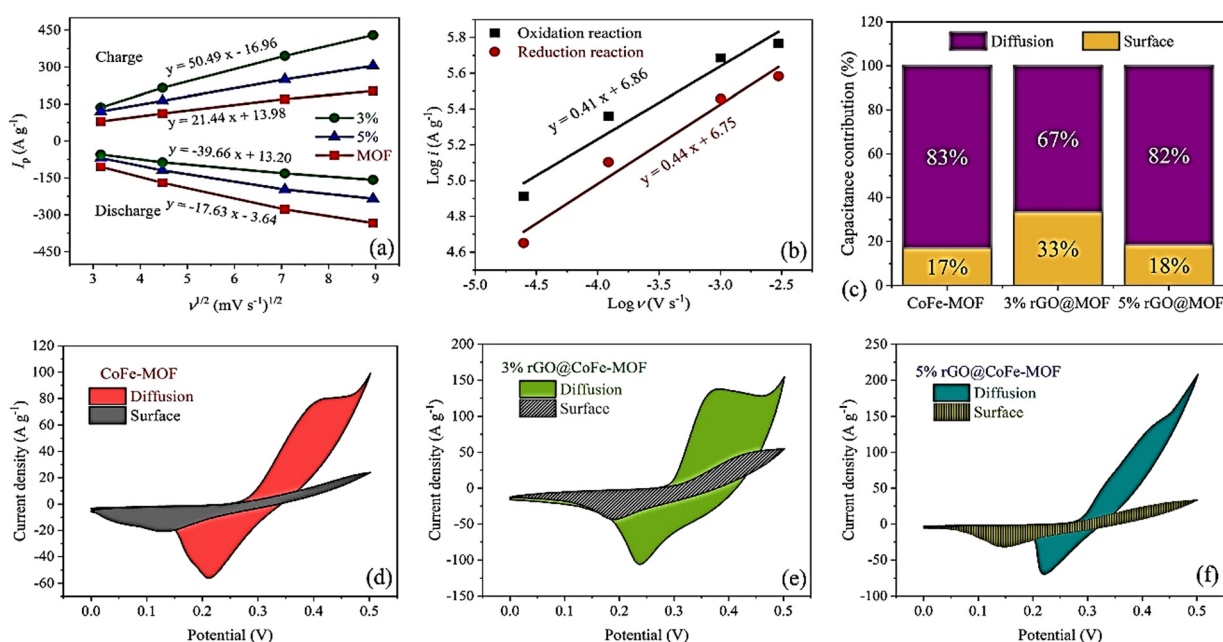 450
300
150
0
-150
-300
-450
I_p (A g⁻¹)
Charge
y = 50.49 x - 16.96
y = 21.44 x + 13.98
3%
5%
MOF
y = -39.66 x + 13.20
Discharge
y = -17.63 x - 3.64
(a)
3 4 5 6 7 8 9
ν^1/2 (mV s⁻¹)^1/2
5.8
5.6
5.4
5.2
5.0
4.8
4.6
Log i (A g⁻¹)
Oxidation reaction
Reduction reaction
y = 0.41 x + 6.86
y = 0.44 x + 6.75
(b)
-5.0 -4.5 -4.0 -3.5 -3.0 -2.5
Log ν (V s⁻¹)
Diffusion Surface
120
100
80
60
40
20
0
Capacitance contribution (%)
83% 67% 82%
17% 33% 18%
(c)
CoFe-MOF 3% rGO@MOF 5% rGO@MOF
120
100
80
60
40
20
0
-20
-40
-60
Current density (A g⁻¹)
CoFe-MOF
Diffusion
Surface
(d)
0.0 0.1 0.2 0.3 0.4 0.5
Potential (V)
200
150
100
50
0
-50
-100
-150
Current density (A g⁻¹)
3% rGO@CoFe-MOF
Diffusion
Surface
(e)
0.0 0.1 0.2 0.3 0.4 0.5
Potential (V)
250
200
150
100
50
0
-50
-100
Current density (A g⁻¹)
5% rGO@CoFe-MOF
Diffusion
Surface
(f)
0.0 0.1 0.2 0.3 0.4 0.5
Potential (V)